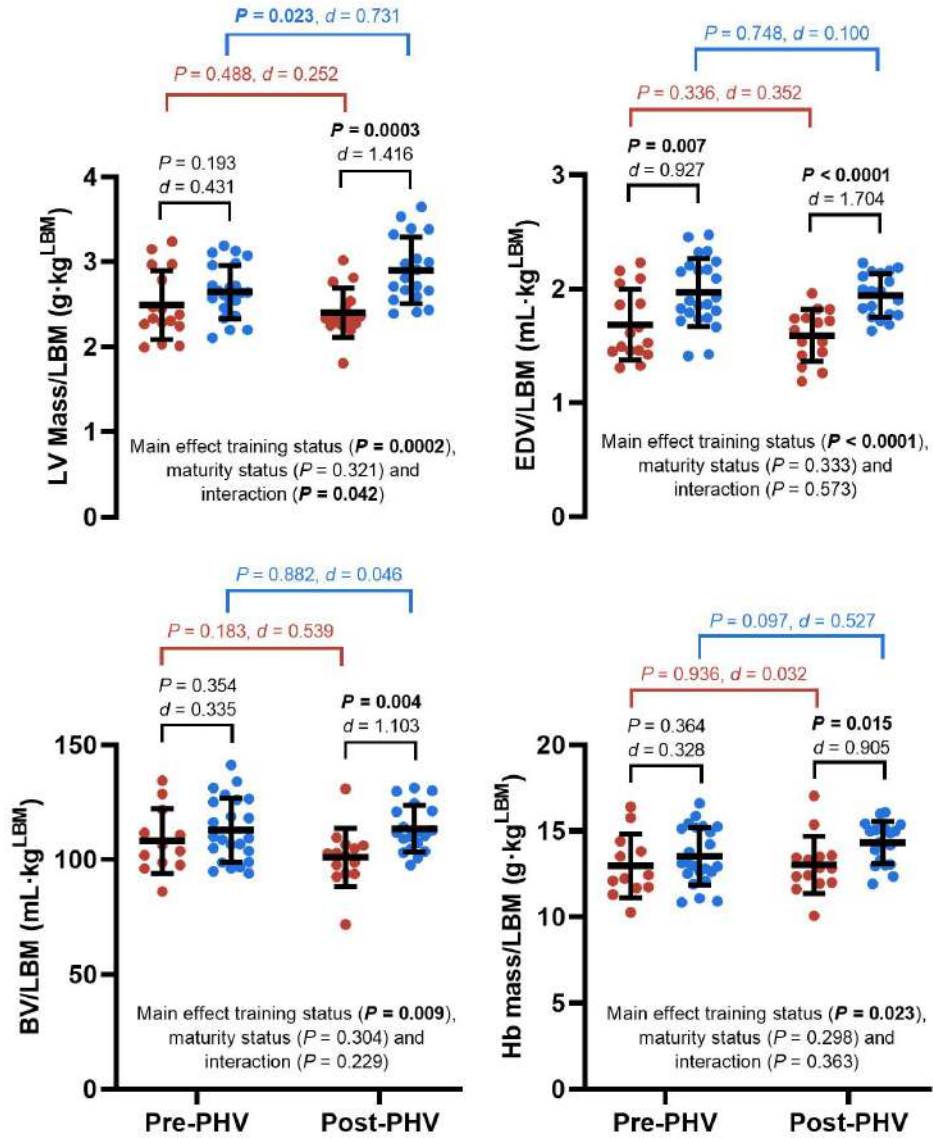 P = 0.023, d = 0.731
P = 0.488, d = 0.252
P = 0.0003
d = 1.416
P = 0.193
d = 0.431
LV Mass/LBM (g·kg^LBM)
4
3
2
1
0
Main effect training status (P = 0.0002),
maturity status (P = 0.321) and
interaction (P = 0.042)
P = 0.748, d = 0.100
P = 0.336, d = 0.352
P = 0.007
d = 0.927
P < 0.0001
d = 1.704
EDV/LBM (mL·kg^LBM)
3
2
1
0
Main effect training status (P < 0.0001),
maturity status (P = 0.333) and
interaction (P = 0.573)
P = 0.882, d = 0.046
P = 0.183, d = 0.539
P = 0.354
d = 0.335
P = 0.004
d = 1.103
BV/LBM (mL·kg^LBM)
150
100
50
0
Main effect training status (P = 0.009),
maturity status (P = 0.304) and
interaction (P = 0.229)
Pre-PHV
Post-PHV
P = 0.097, d = 0.527
P = 0.936, d = 0.032
P = 0.364
d = 0.328
P = 0.015
d = 0.905
Hb mass/LBM (g·kg^LBM)
20
15
10
5
0
Main effect training status (P = 0.023),
maturity status (P = 0.298) and
interaction (P = 0.363)
Pre-PHV
Post-PHV